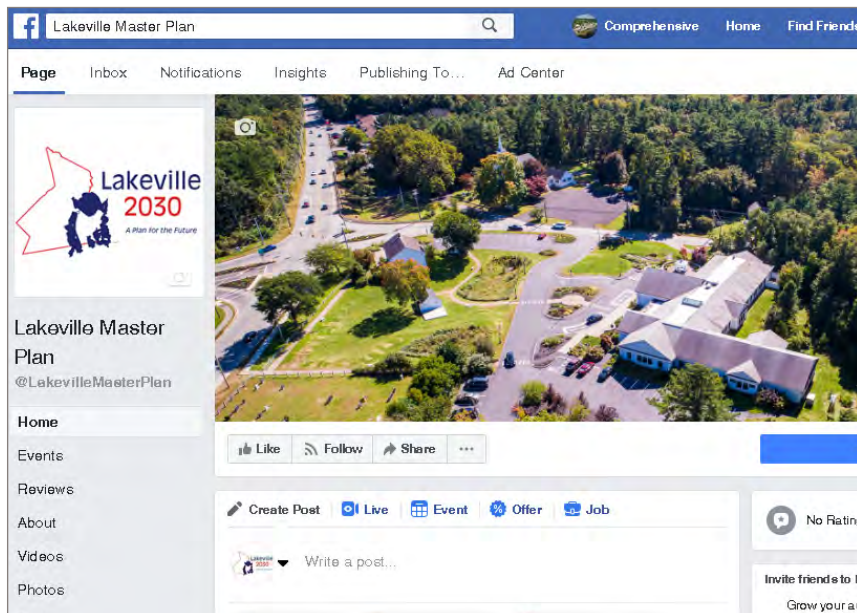 Lakeville Master Plan
Comprehensive Home Find Friends
Page Inbox Notifications Insights Publishing To... Ad Center
Lakeville
2030
A Plan for the Future
Lakeville Master
Plan
@LakevilleMasterPlan
Home
Events
Reviews
About
Videos
Photos
Like Follow Share ...
Create Post Live Event Offer Job
Lakeville
2030
Write a post...
No Ratin
Invite friends to
Grow your a